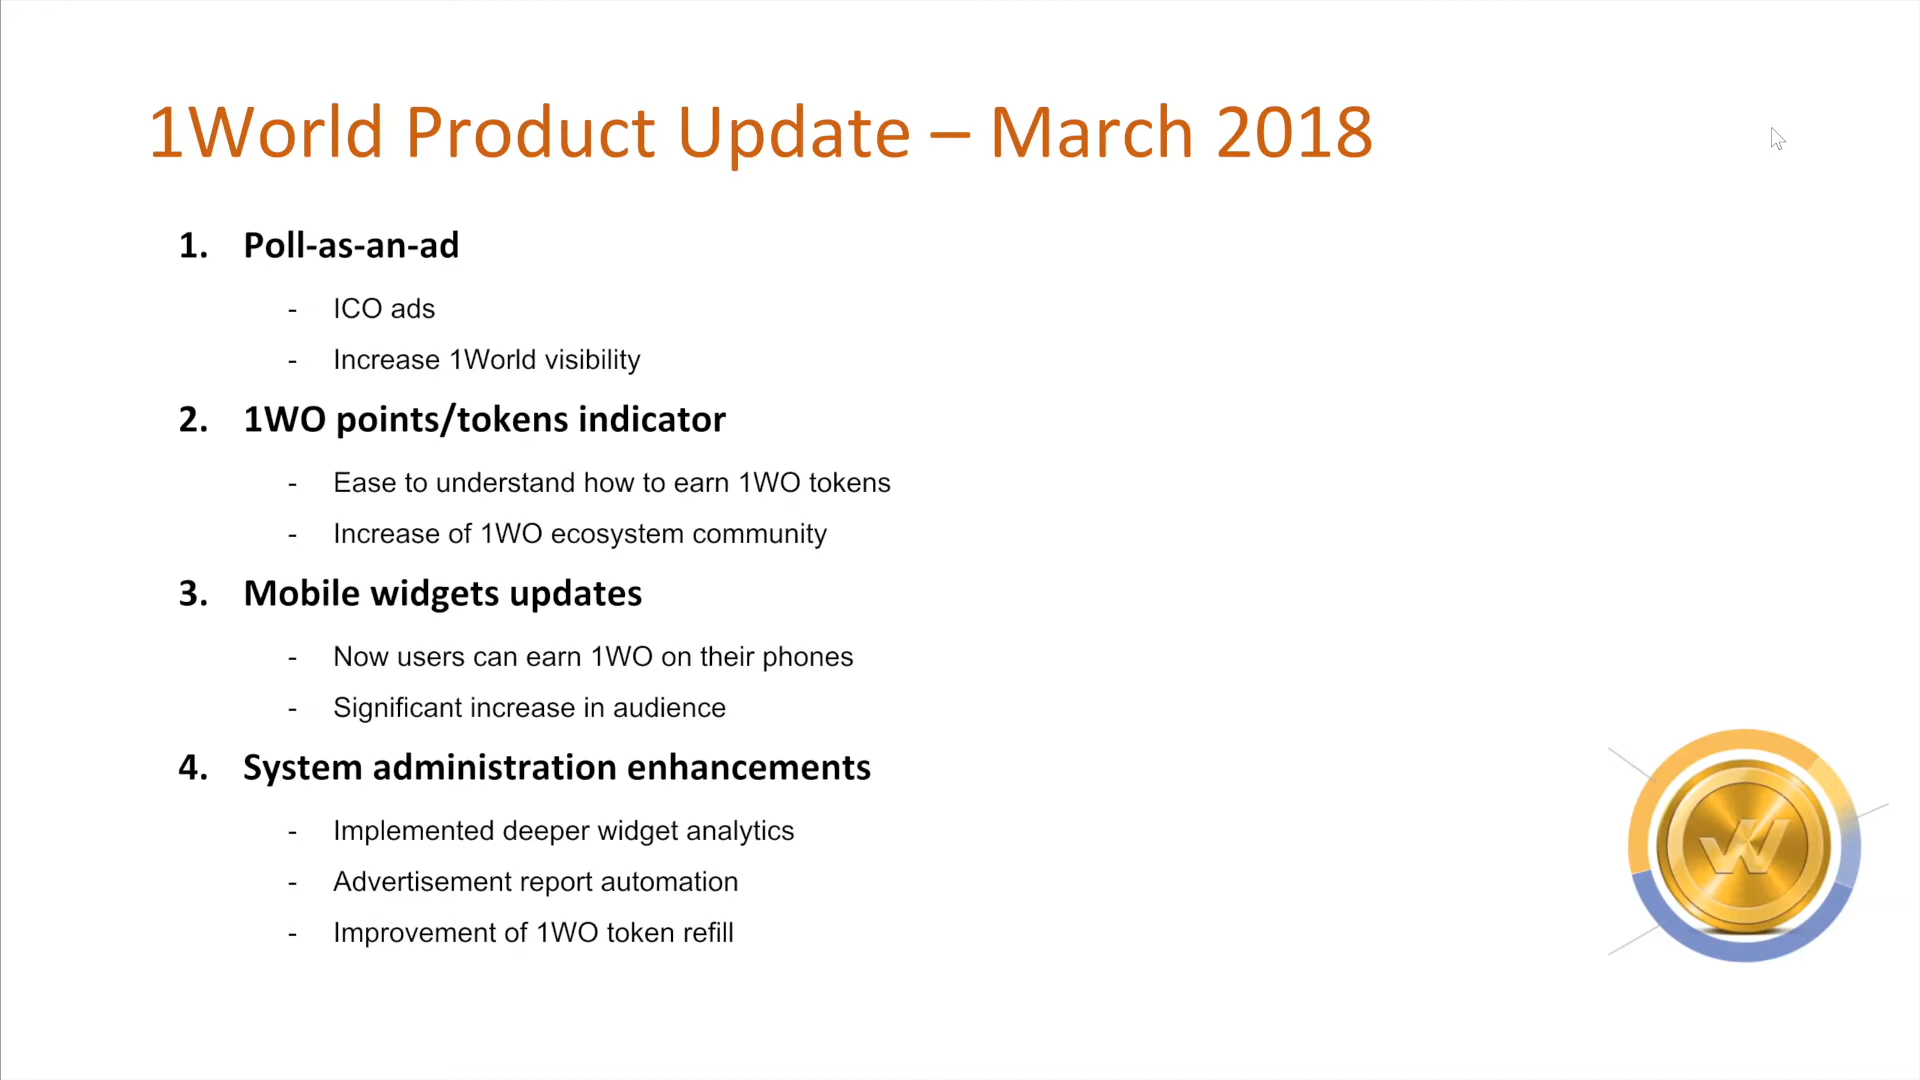 1World Product Update – March 2018
1. Poll-as-an-ad
- ICO ads
- Increase 1World visibility
2. 1WO points/tokens indicator
- Ease to understand how to earn 1WO tokens
- Increase of 1WO ecosystem community
3. Mobile widgets updates
- Now users can earn 1WO on their phones
- Significant increase in audience
4. System administration enhancements
- Implemented deeper widget analytics
- Advertisement report automation
- Improvement of 1WO token refill
W